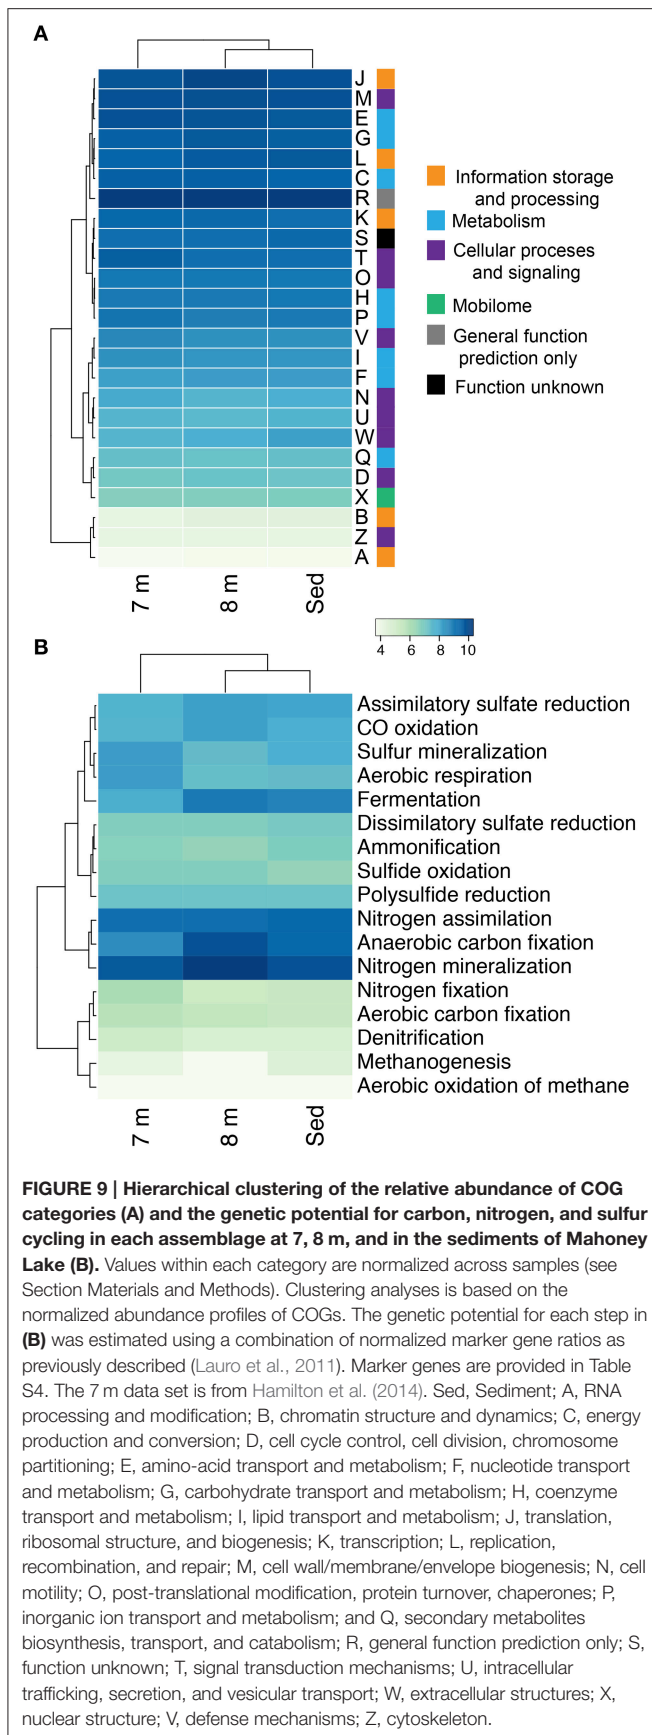 A
J
M
E
G
L
C
R
K
S
T
O
H
P
V
I
F
N
U
W
Q
D
X
B
Z
A
7 m
8 m
Sed
Information storage
and processing
Metabolism
Cellular proceses
and signaling
Mobilome
General function
prediction only
Function unknown
4 6 8 10
B
Assimilatory sulfate reduction
CO oxidation
Sulfur mineralization
Aerobic respiration
Fermentation
Dissimilatory sulfate reduction
Ammonification
Sulfide oxidation
Polysulfide reduction
Nitrogen assimilation
Anaerobic carbon fixation
Nitrogen mineralization
Nitrogen fixation
Aerobic carbon fixation
Denitrification
Methanogenesis
Aerobic oxidation of methane
7 m
8 m
Sed
FIGURE 9 | Hierarchical clustering of the relative abundance of COG
categories (A) and the genetic potential for carbon, nitrogen, and sulfur
cycling in each assemblage at 7, 8 m, and in the sediments of Mahoney
Lake (B). Values within each category are normalized across samples (see
Section Materials and Methods). Clustering analyses is based on the
normalized abundance profiles of COGs. The genetic potential for each step in
(B) was estimated using a combination of normalized marker gene ratios as
previously described (Lauro et al., 2011). Marker genes are provided in Table
S4. The 7 m data set is from Hamilton et al. (2014). Sed, Sediment; A, RNA
processing and modification; B, chromatin structure and dynamics; C, energy
production and conversion; D, cell cycle control, cell division, chromosome
partitioning; E, amino-acid transport and metabolism; F, nucleotide transport
and metabolism; G, carbohydrate transport and metabolism; H, coenzyme
transport and metabolism; I, lipid transport and metabolism; J, translation,
ribosomal structure, and biogenesis; K, transcription; L, replication,
recombination, and repair; M, cell wall/membrane/envelope biogenesis; N, cell
motility; O, post-translational modification, protein turnover, chaperones; P,
inorganic ion transport and metabolism; and Q, secondary metabolites
biosynthesis, transport, and catabolism; R, general function prediction only; S,
function unknown; T, signal transduction mechanisms; U, intracellular
trafficking, secretion, and vesicular transport; W, extracellular structures; X,
nuclear structure; V, defense mechanisms; Z, cytoskeleton.